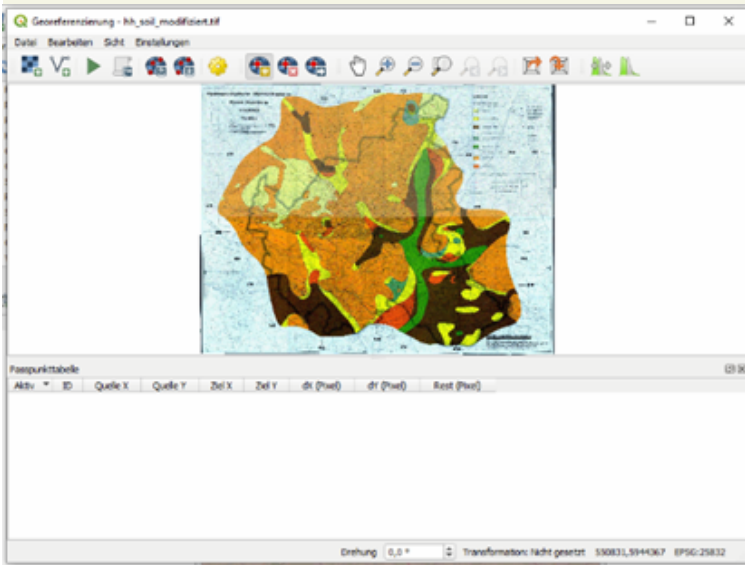 Georeferenzierung - hh_soil_modifiziert.tif
Datei Bearbeiten Sicht Einstellungen
Passpunkttabelle
Aktiv ID Quelle X Quelle Y Ziel X Ziel Y dX (Pixel) dY (Pixel) Rest (Pixel)
Drehung 0,0 ° Transformation: Nicht gesetzt 550831,5944367 EPSG:25832